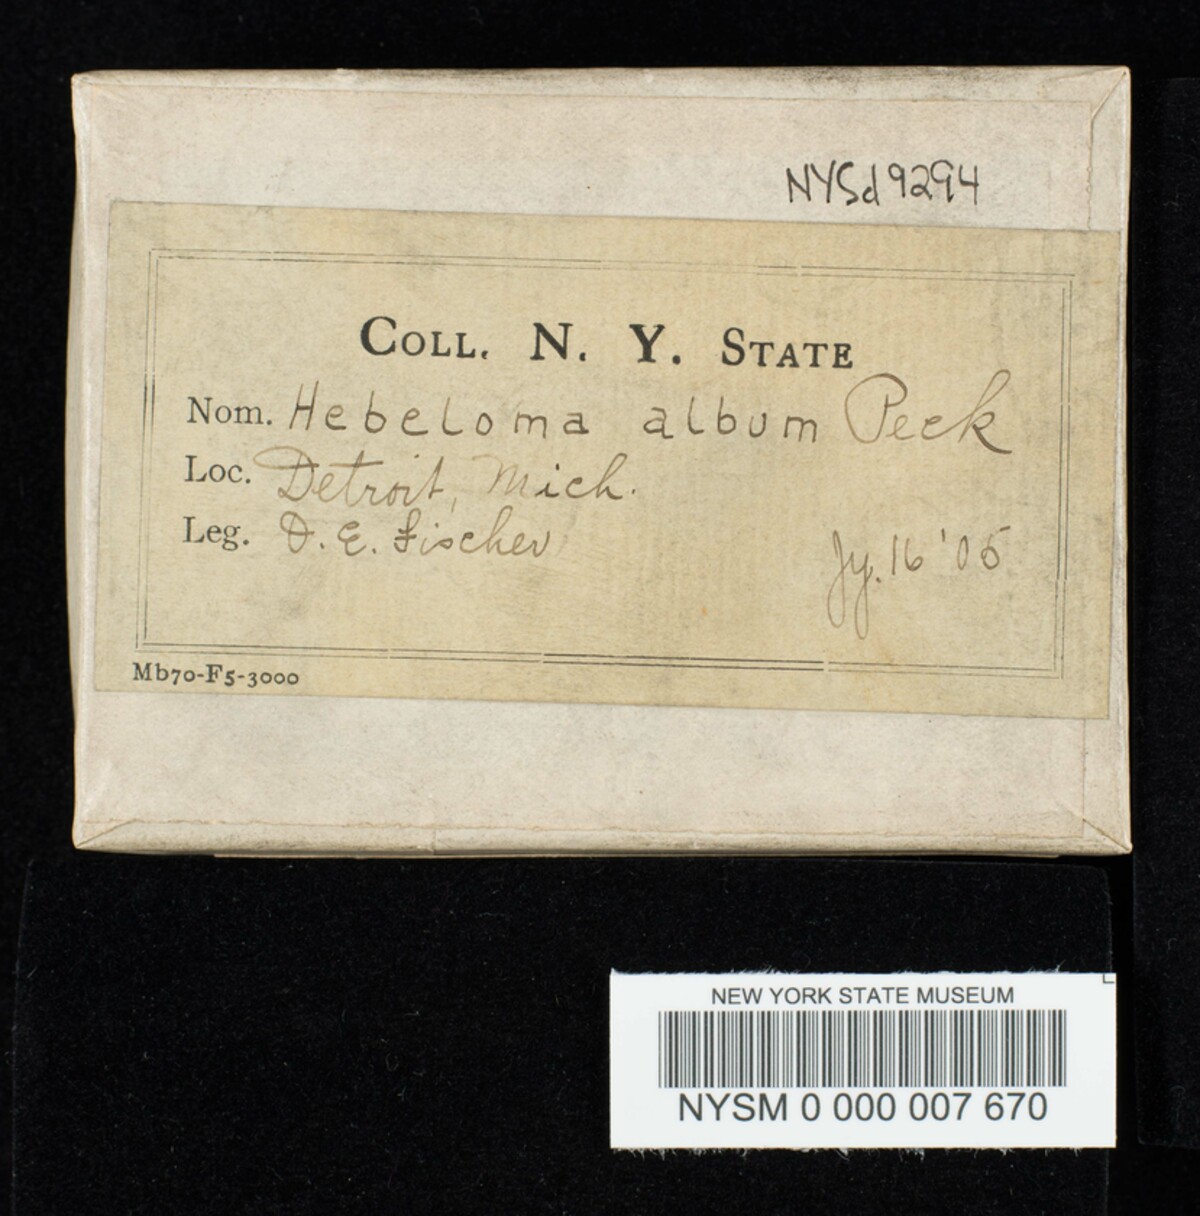 NYSd9294
COLL. N. Y. STATE
Nom. Hebeloma album Peck
Loc. Detroit, Mich.
Leg. O. E. Fischer
Jy. 16 '05
Mb70-F5-3000
NEW YORK STATE MUSEUM
NYSM 0 000 007 670